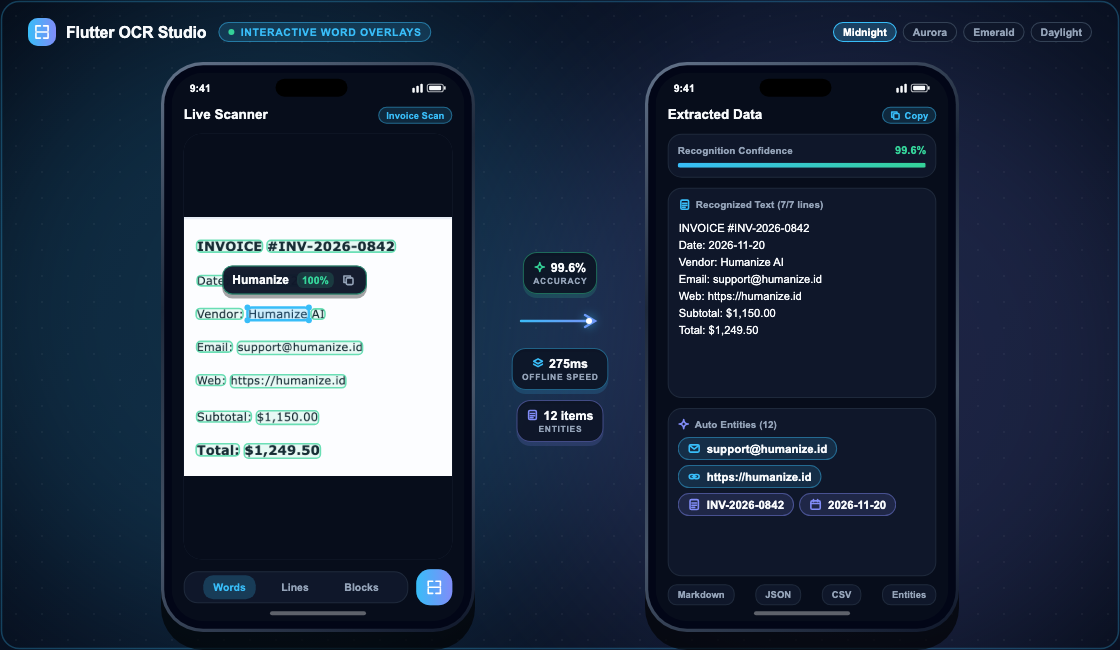 Flutter OCR Studio
INTERACTIVE WORD OVERLAYS
Midnight
Aurora
Emerald
Daylight
9:41
Live Scanner
Invoice Scan
INVOICE #INV-2026-0842
Date
Humanize 100%
Vendor: Humanize AI
Email: support@humanize.id
Web: https://humanize.id
Subtotal: $1,150.00
Total: $1,249.50
Words
Lines
Blocks
99.6%
ACCURACY
275ms
OFFLINE SPEED
12 items
ENTITIES
9:41
Extracted Data
Copy
Recognition Confidence
99.6%
Recognized Text (7/7 lines)
INVOICE #INV-2026-0842
Date: 2026-11-20
Vendor: Humanize AI
Email: support@humanize.id
Web: https://humanize.id
Subtotal: $1,150.00
Total: $1,249.50
Auto Entities (12)
support@humanize.id
https://humanize.id
INV-2026-0842
2026-11-20
Markdown
JSON
CSV
Entities